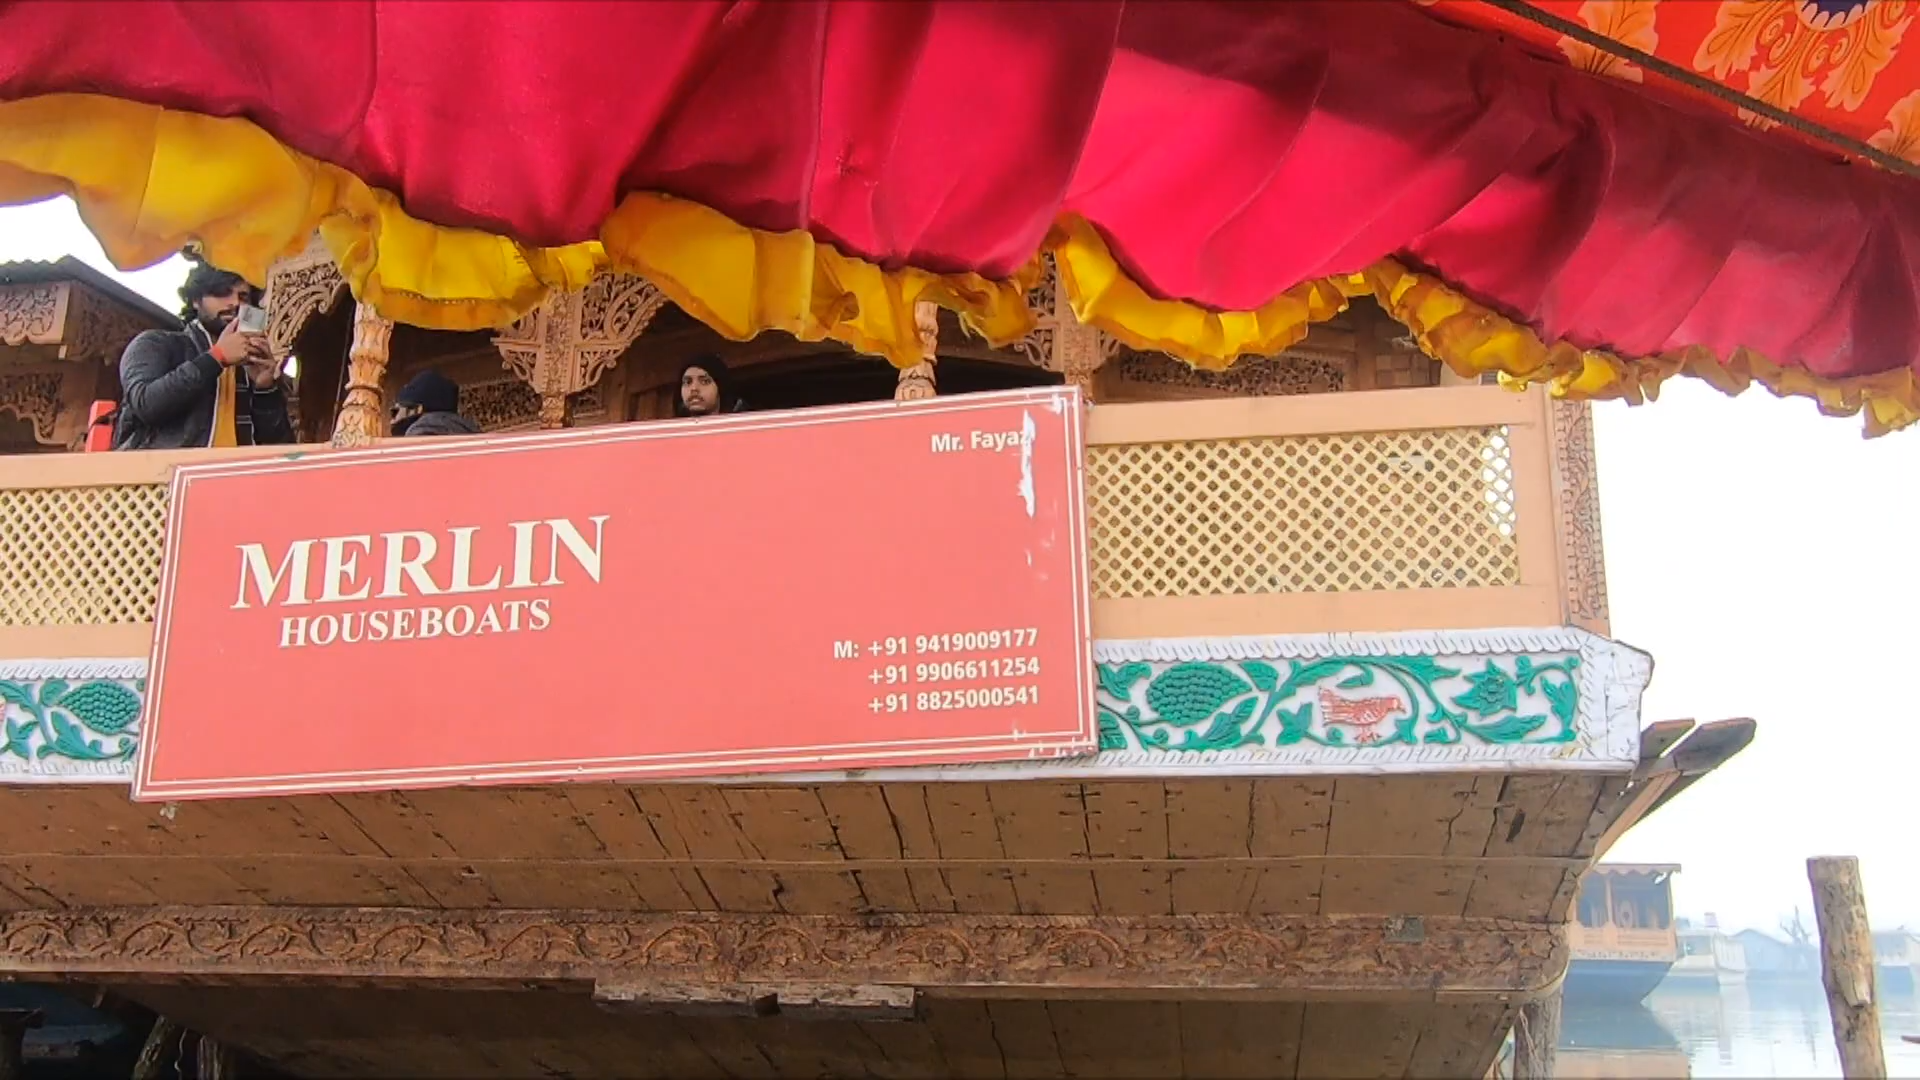 Mr. Fayaz
MERLIN
HOUSEBOATS
M: +91 9419009177
+91 9906611254
+91 8825000541